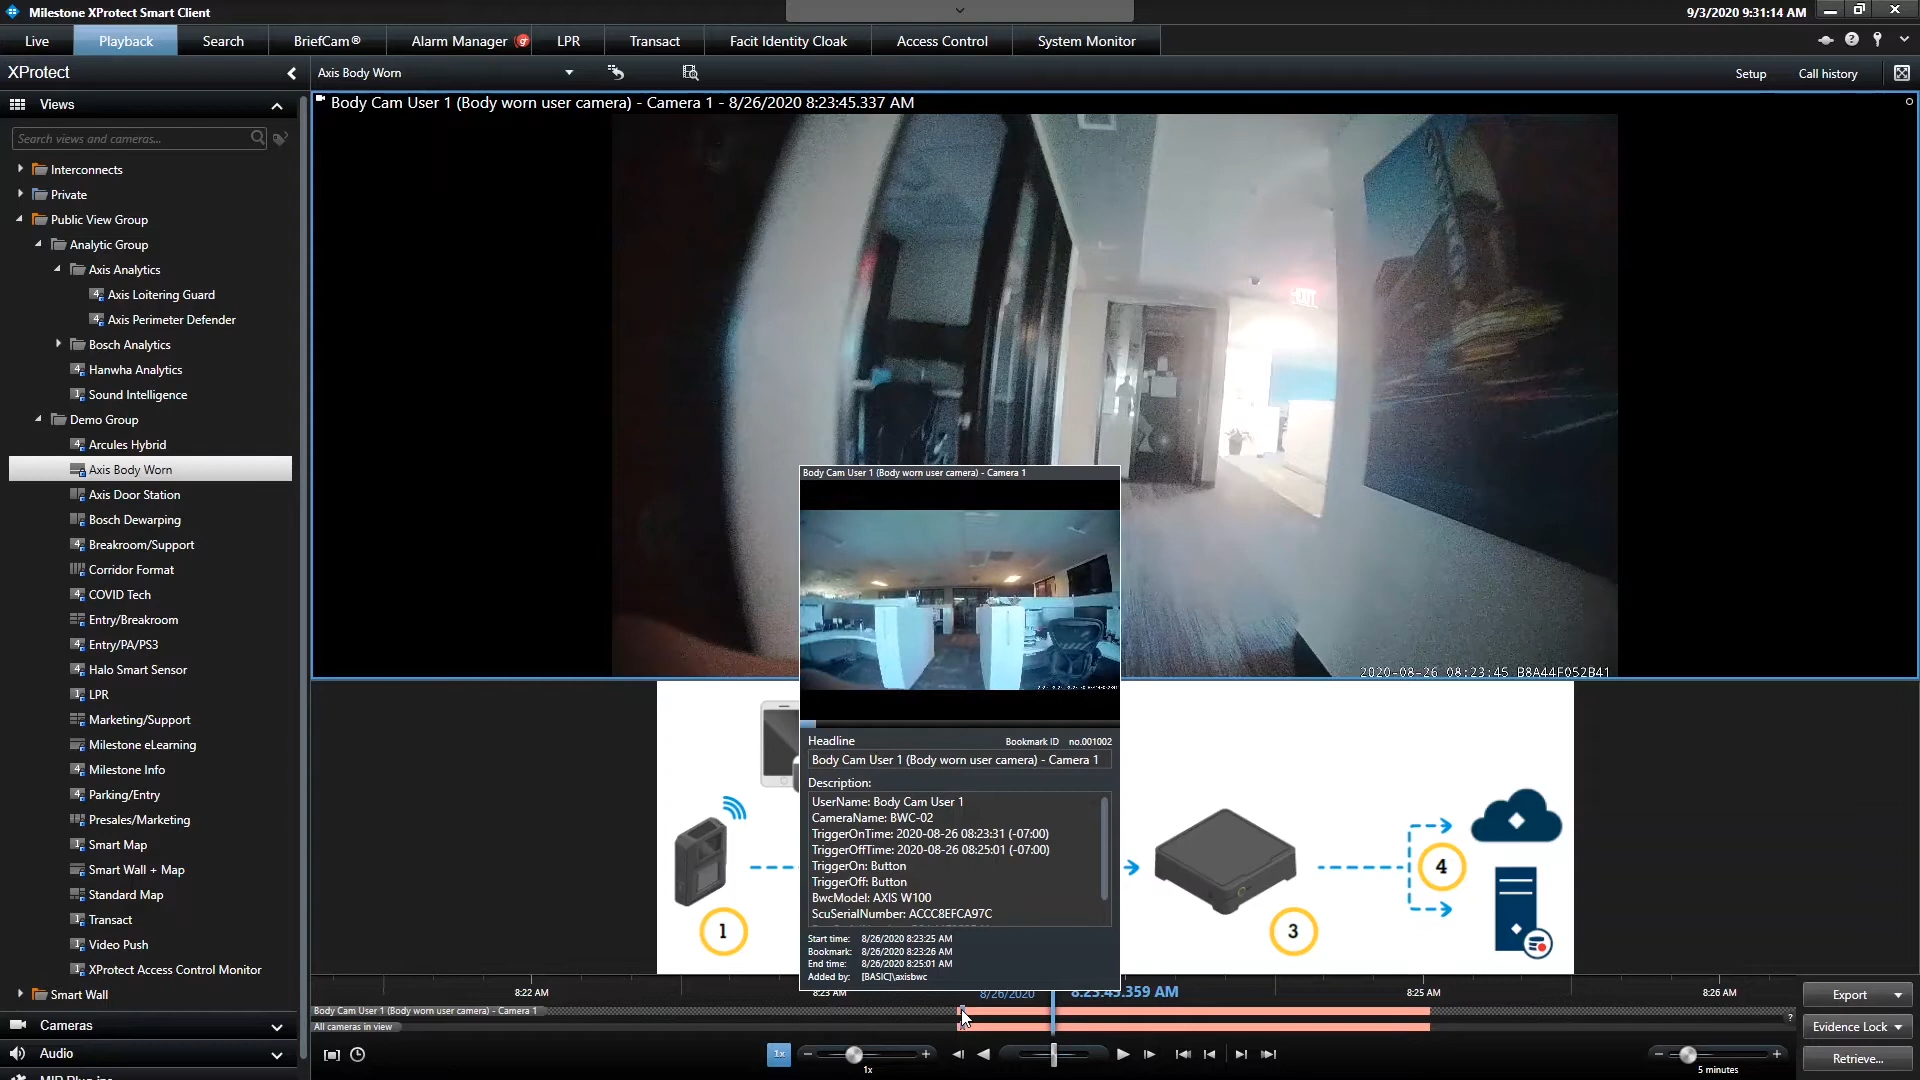 Milestone XProtect Smart Client
9/3/2020 9:31:14 AM
Live
Playback
Search
BriefCam®
Alarm Manager
LPR
Transact
Facit Identity Cloak
Access Control
System Monitor
XProtect
Axis Body Worn
Setup
Call history
Views
Body Cam User 1 (Body worn user camera) - Camera 1 - 8/26/2020 8:23:45.337 AM
Search views and cameras...
Interconnects
Private
Public View Group
Analytic Group
Axis Analytics
Axis Loitering Guard
Axis Perimeter Defender
Bosch Analytics
Hanwha Analytics
Sound Intelligence
Demo Group
Arcules Hybrid
Axis Body Worn
Axis Door Station
Bosch Dewarping
Breakroom/Support
Corridor Format
COVID Tech
Entry/Breakroom
Entry/PA/PS3
Halo Smart Sensor
LPR
Marketing/Support
Milestone eLearning
Milestone Info
Parking/Entry
Presales/Marketing
Smart Map
Smart Wall + Map
Standard Map
Transact
Video Push
XProtect Access Control Monitor
Smart Wall
Cameras
Audio
EXIT
2020-08-26 08:23:45 B8A44F052B41
Body Cam User 1 (Body worn user camera) - Camera 1
Headline
Bookmark ID no.001002
Body Cam User 1 (Body worn user camera) - Camera 1
Description:
UserName: Body Cam User 1
CameraName: BWC-02
TriggerOnTime: 2020-08-26 08:23:31 (-07:00)
TriggerOffTime: 2020-08-26 08:25:01 (-07:00)
TriggerOn: Button
TriggerOff: Button
BwcModel: AXIS W100
ScuSerialNumber: ACCC8EFCA97C
Start time: 8/26/2020 8:23:25 AM
Bookmark: 8/26/2020 8:23:26 AM
End time: 8/26/2020 8:25:01 AM
Added by: [BASIC]\axisbwc
1
3
4
8:22 AM
8:23 AM
8/26/2020
8:23:45.359 AM
8:25 AM
8:26 AM
Body Cam User 1 (Body worn user camera) - Camera 1
All cameras in view
1x
1x
5 minutes
Export
Evidence Lock
Retrieve...